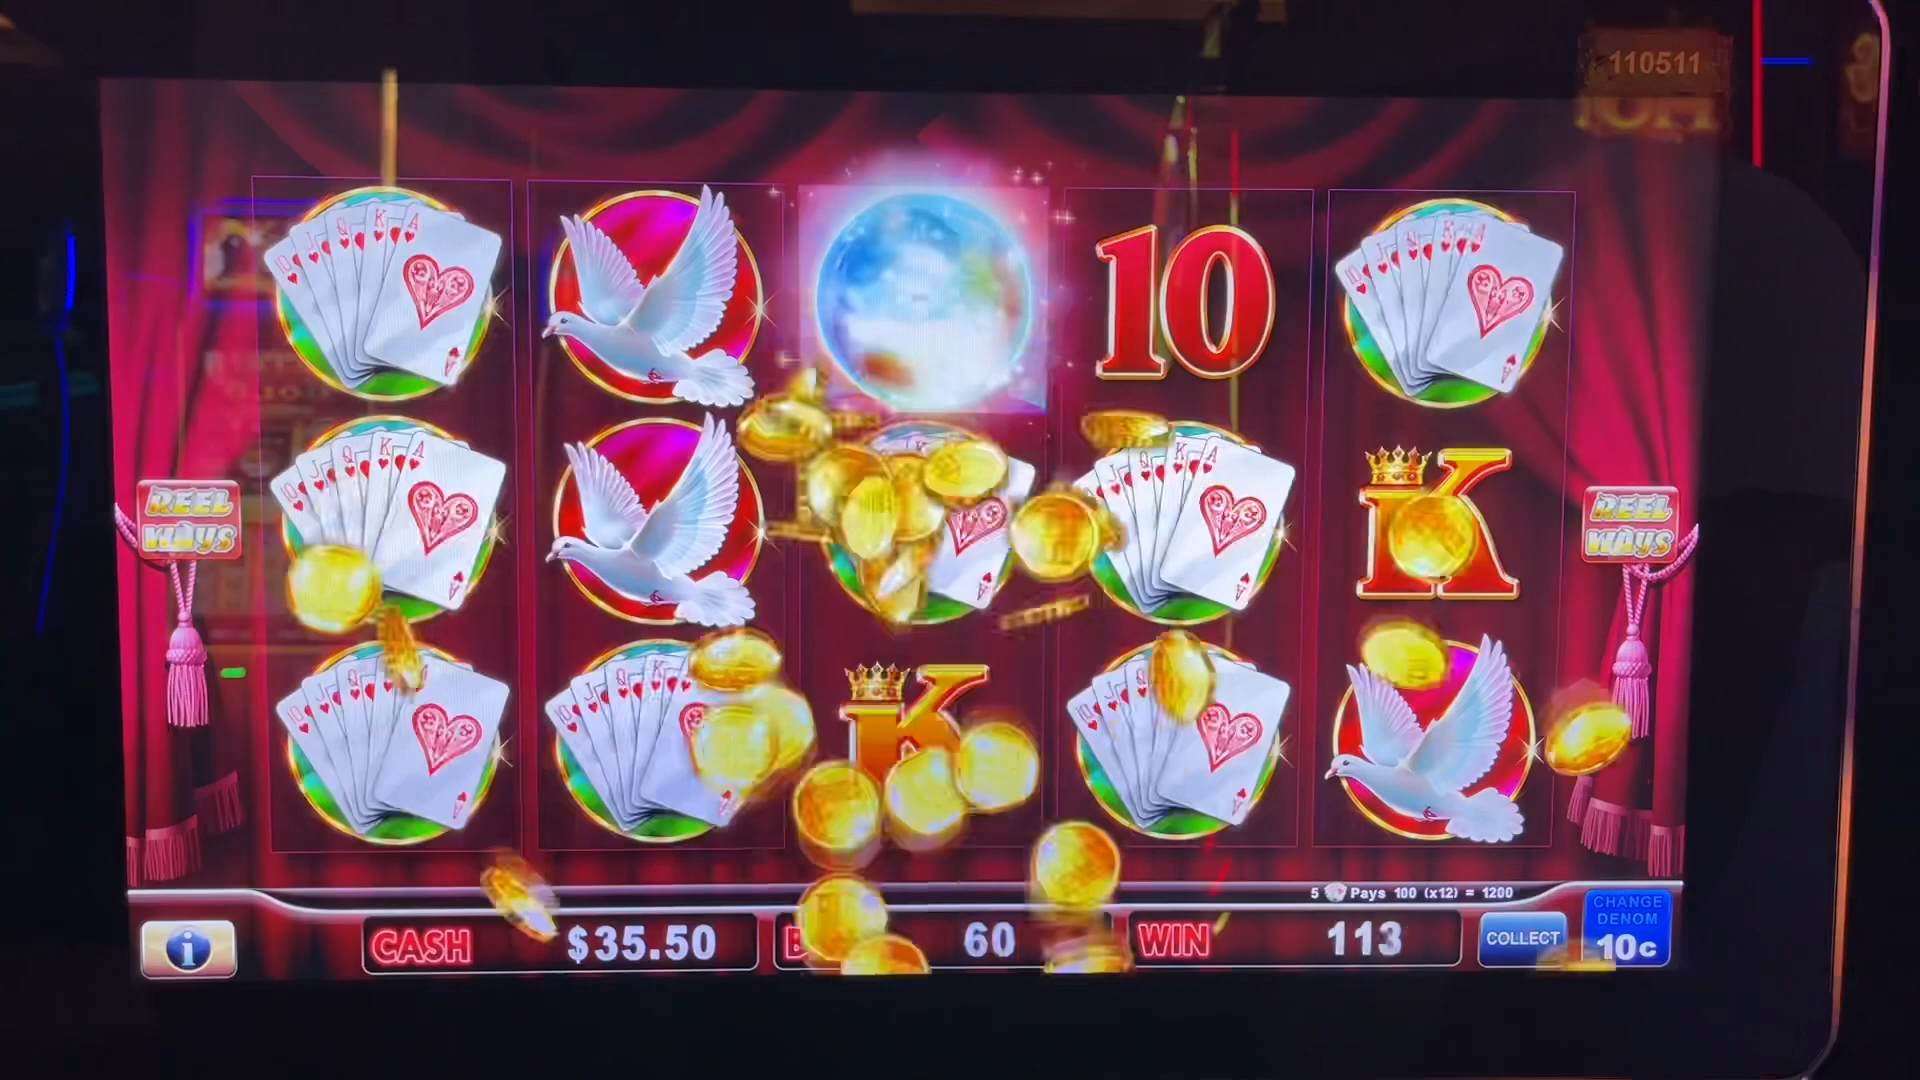 110511
10
REEL
WAYS
K
REEL
WAYS
K
5 Pays 100 (x12) = 1200
CASH $35.50
60
WIN 113
COLLECT
CHANGE
DENOM
10¢